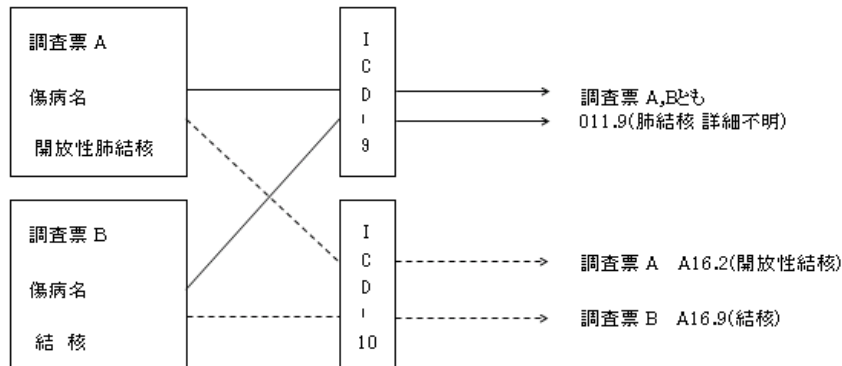 調査票 A
傷病名
開放性肺結核
I
C
D
-
9
調査票 A,Bとも
011.9(肺結核 詳細不明)
調査票 B
傷病名
結 核
I
C
D
-
10
調査票 A A16.2(開放性結核)
調査票 B A16.9(結核)